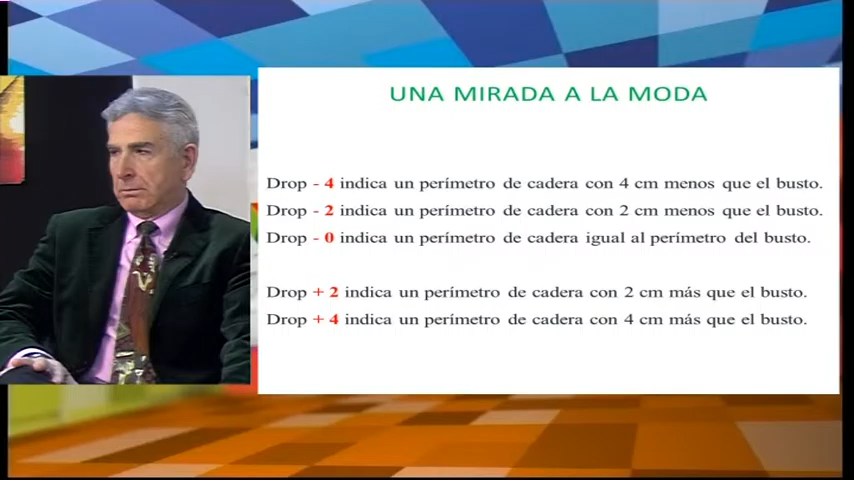 UNA MIRADA A LA MODA
Drop - 4 indica un perímetro de cadera con 4 cm menos que el busto.
Drop - 2 indica un perímetro de cadera con 2 cm menos que el busto.
Drop - 0 indica un perímetro de cadera igual al perímetro del busto.
Drop + 2 indica un perímetro de cadera con 2 cm más que el busto.
Drop + 4 indica un perímetro de cadera con 4 cm más que el busto.